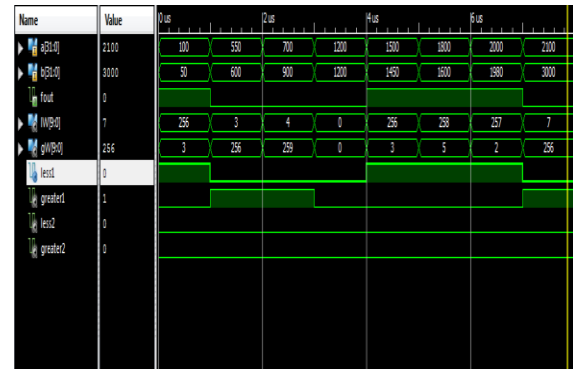 Name Value 0 us 2 us 4 us 6 us
a[31:0] 2100 100 550 700 1200 1500 1800 2000 2100
b[31:0] 3000 50 600 900 1200 1450 1600 1980 3000
fout 0
lW[9:0] 7 256 3 4 0 256 258 257 7
gW[9:0] 256 3 256 259 0 3 5 2 256
less1 0
greater1 1
less2 0
greater2 0